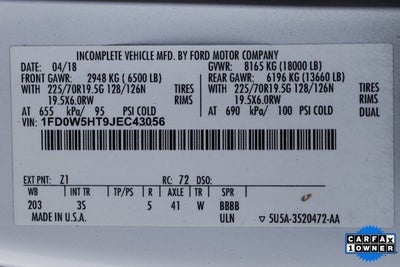 INCOMPLETE VEHICLE MFD. BY FORD MOTOR COMPANY
DATE: 04/18 GVWR: 8165 KG (18000 LB)
FRONT GAWR: 2948 KG ( 6500 LB) REAR GAWR: 6196 KG (13660 LB)
WITH 225/70R19.5G 128/126N TIRES WITH 225/70R19.5G 128/126N TIRES
19.5X6.0RW RIMS 19.5X6.0RW RIMS
AT 655 kPa/ 95 PSI COLD AT 690 kPa/ 100 PSI COLD DUAL
VIN: 1FD0W5HT9JEC43056
EXT PNT: Z1 RC: 72 DSO:
WB INT TR TP/PS R AXLE TR SPR
203 3S 5 41 W BBBB
MADE IN U.S.A. ULN 5U5A-3520472-AA
CARFAX
1 OWNER